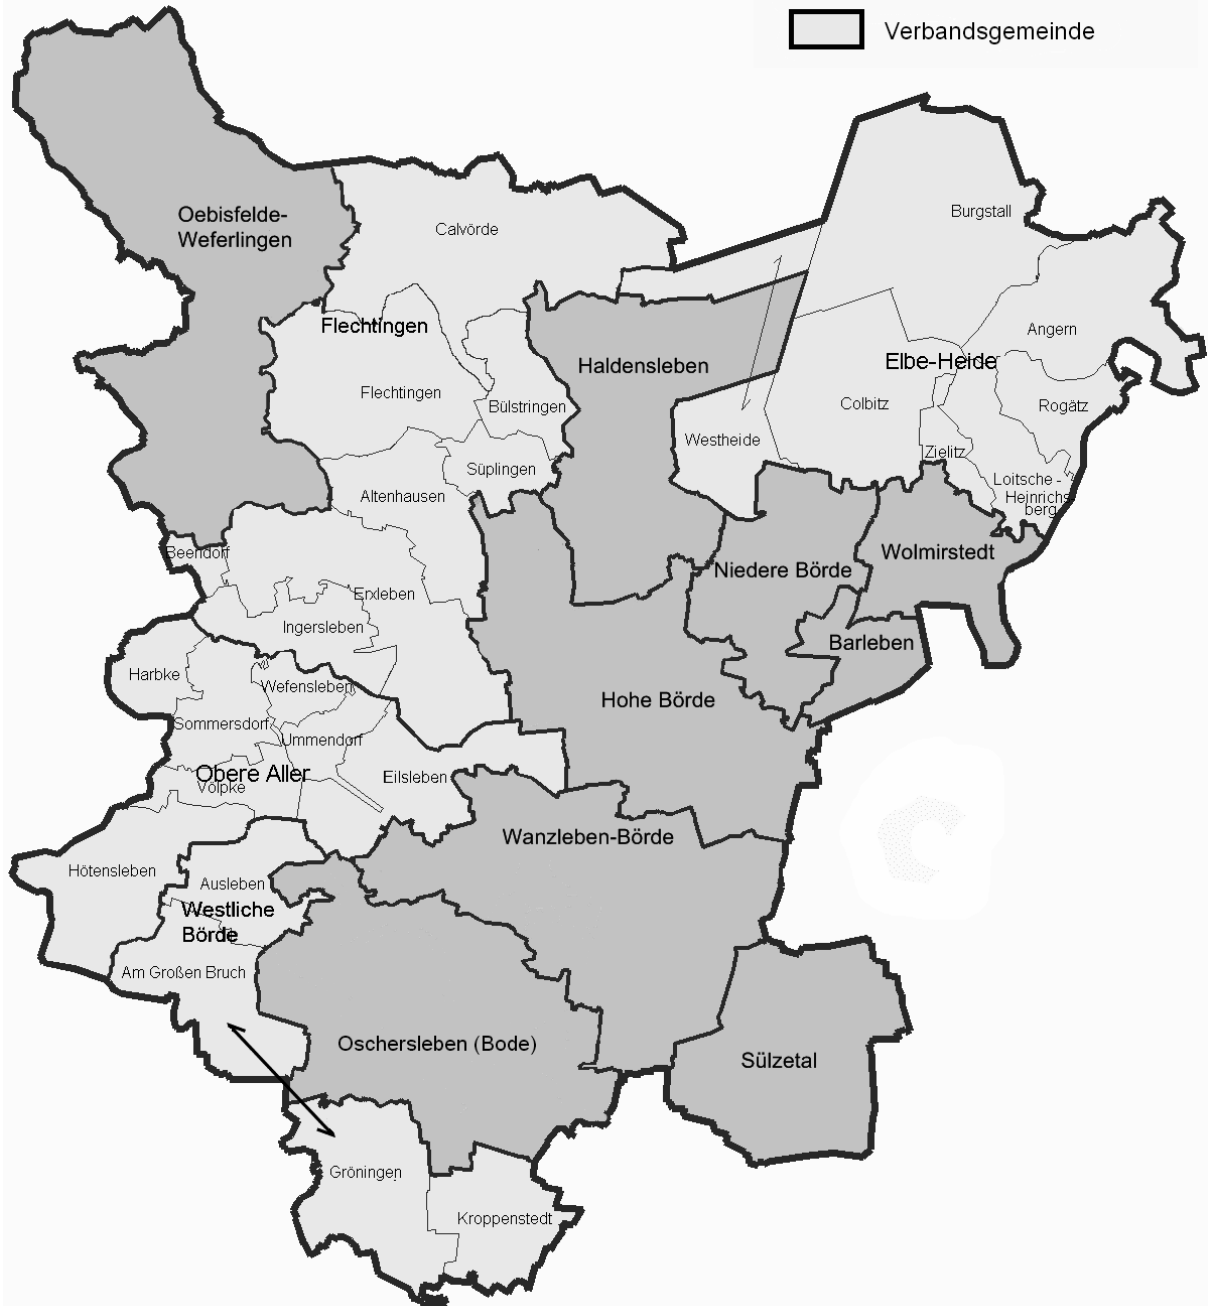 Verbandsgemeinde
Oebisfelde-
Weferlingen
Calvörde
Burgstall
Flechtingen
Angern
Haldensleben
Elbe-Heide
Flechtingen
Bülstringen
Colbitz
Rogätz
Westheide
Zielitz
Süplingen
Altenhausen
Loitsche -
Heinrichs
berg
Beendorf
Wolmirstedt
Niedere Börde
Erxleben
Ingersleben
Barleben
Harbke
Wefensleben
Hohe Börde
Sommersdorf
Ummendorf
Obere Aller
Völpke
Eilsleben
Wanzleben-Börde
Hötensleben
Ausleben
Westliche
Börde
Am Großen Bruch
Oschersleben (Bode)
Sülzetal
Gröningen
Kroppenstedt